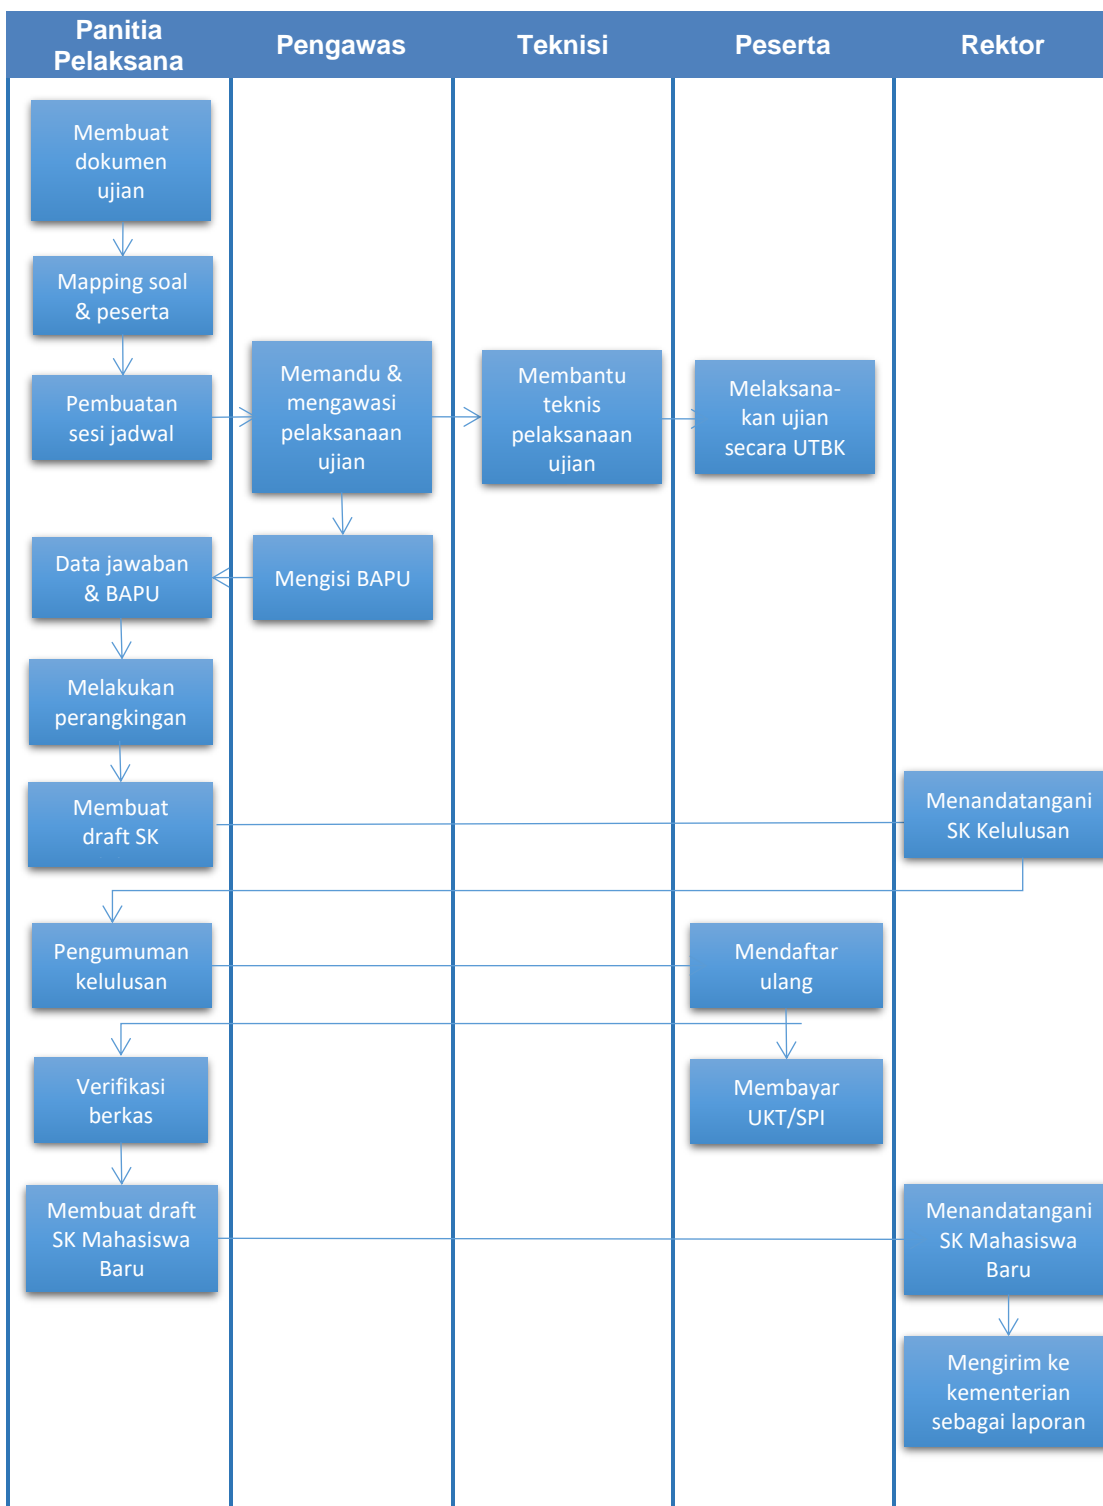 Panitia
Pelaksana
Pengawas
Teknisi
Peserta
Rektor
Membuat
dokumen
ujian
Mapping soal
& peserta
Pembuatan
sesi jadwal
Memandu &
mengawasi
pelaksanaan
ujian
Membantu
teknis
pelaksanaan
ujian
Melaksana-
kan ujian
secara UTBK
Data jawaban
& BAPU
Mengisi BAPU
Melakukan
perangkingan
Membuat
draft SK
Menandatangani
SK Kelulusan
Pengumuman
kelulusan
Mendaftar
ulang
Verifikasi
berkas
Membayar
UKT/SPI
Membuat draft
SK Mahasiswa
Baru
Menandatangani
SK Mahasiswa
Baru
Mengirim ke
kementerian
sebagai laporan